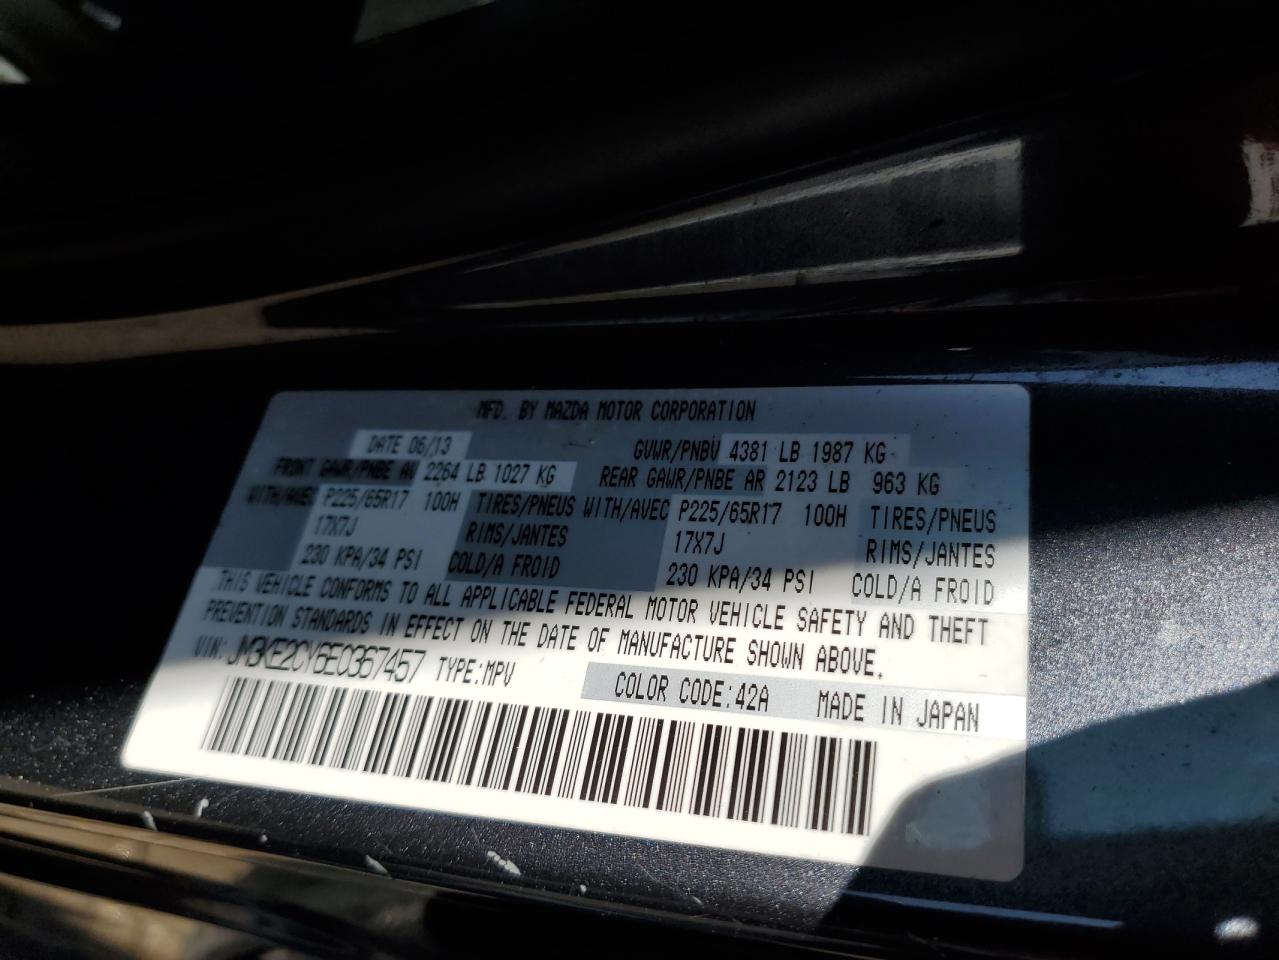 MFD. BY MAZDA MOTOR CORPORATION
DATE 06/13 GVWR/PNBV 4381 LB 1987 KG
FRONT GAWR/PNBE AV 2264 LB 1027 KG REAR GAWR/PNBE AR 2123 LB 963 KG
WITH/AVEC P225/65R17 100H TIRES/PNEUS WITH/AVEC P225/65R17 100H TIRES/PNEUS
17X7J RIMS/JANTES 17X7J RIMS/JANTES
230 KPA/34 PSI COLD/A FROID 230 KPA/34 PSI COLD/A FROID
THIS VEHICLE CONFORMS TO ALL APPLICABLE FEDERAL MOTOR VEHICLE SAFETY AND THEFT
PREVENTION STANDARDS IN EFFECT ON THE DATE OF MANUFACTURE SHOWN ABOVE.
VIN: JM3KE2CY6E0367457 TYPE:MPV COLOR CODE:42A MADE IN JAPAN